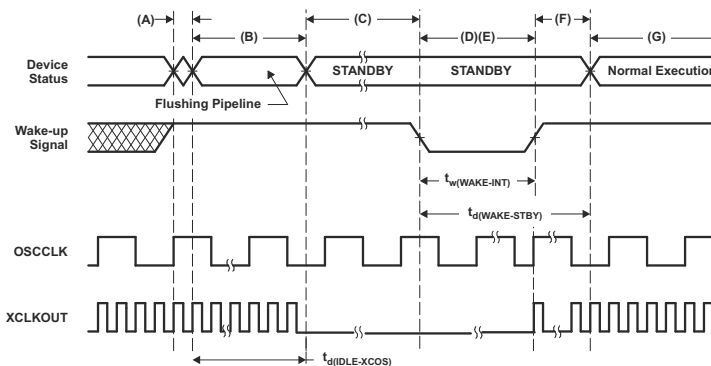 (A)
(B)
(C)
(D)(E)
(F)
(G)
Device
Status
STANDBY
STANDBY
Normal Execution
Flushing Pipeline
Wake-up
Signal
tw(WAKE-INT)
td(WAKE-STBY)
OSCCLK
XCLKOUT
td(IDLE-XCOS)